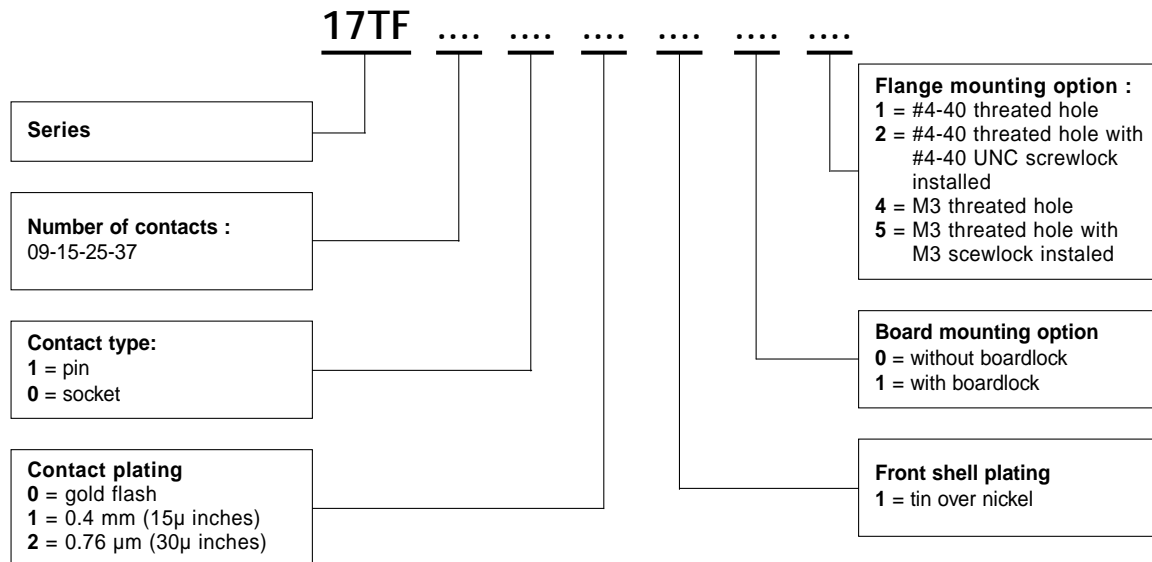 17TF .... .... .... .... .... ....
Series
Number of contacts :
09-15-25-37
Contact type:
1 = pin
0 = socket
Contact plating
0 = gold flash
1 = 0.4 mm (15µ inches)
2 = 0.76 µm (30µ inches)
Flange mounting option :
1 = #4-40 threated hole
2 = #4-40 threated hole with
#4-40 UNC screwlock
installed
4 = M3 threated hole
5 = M3 threated hole with
M3 scewlock instaled
Board mounting option
0 = without boardlock
1 = with boardlock
Front shell plating
1 = tin over nickel